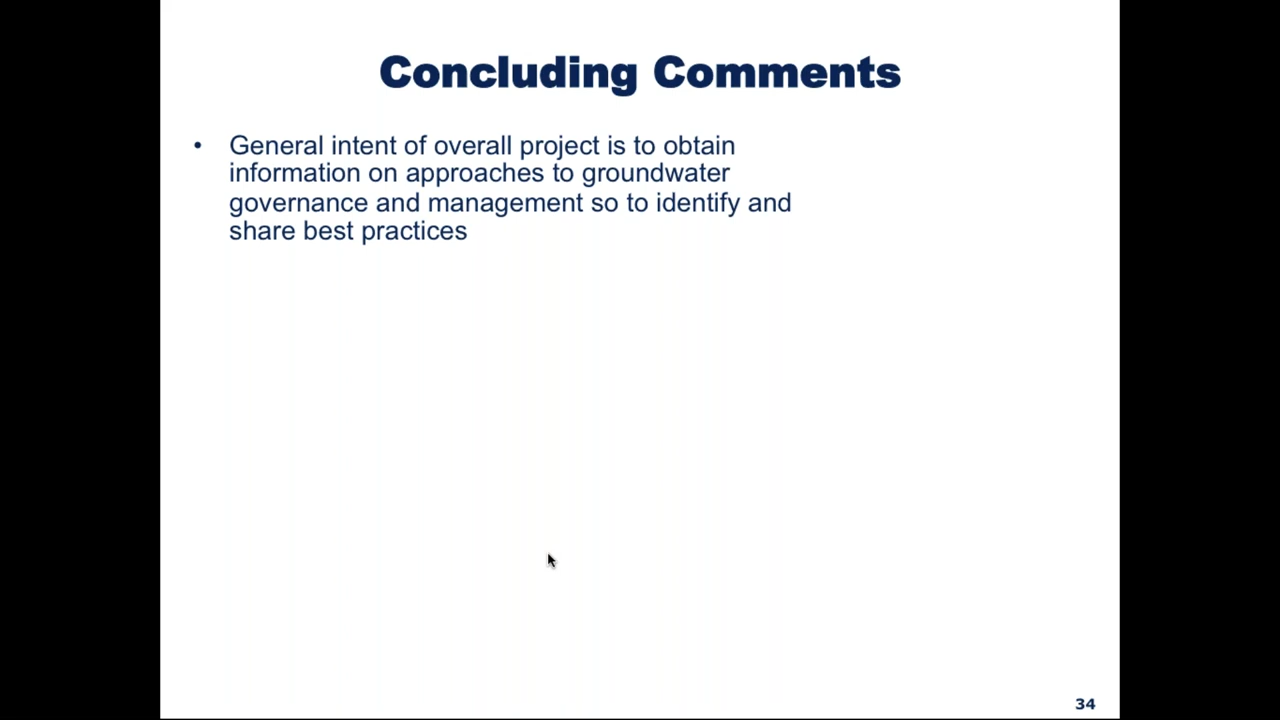 Concluding Comments
• General intent of overall project is to obtain
information on approaches to groundwater
governance and management so to identify and
share best practices
34